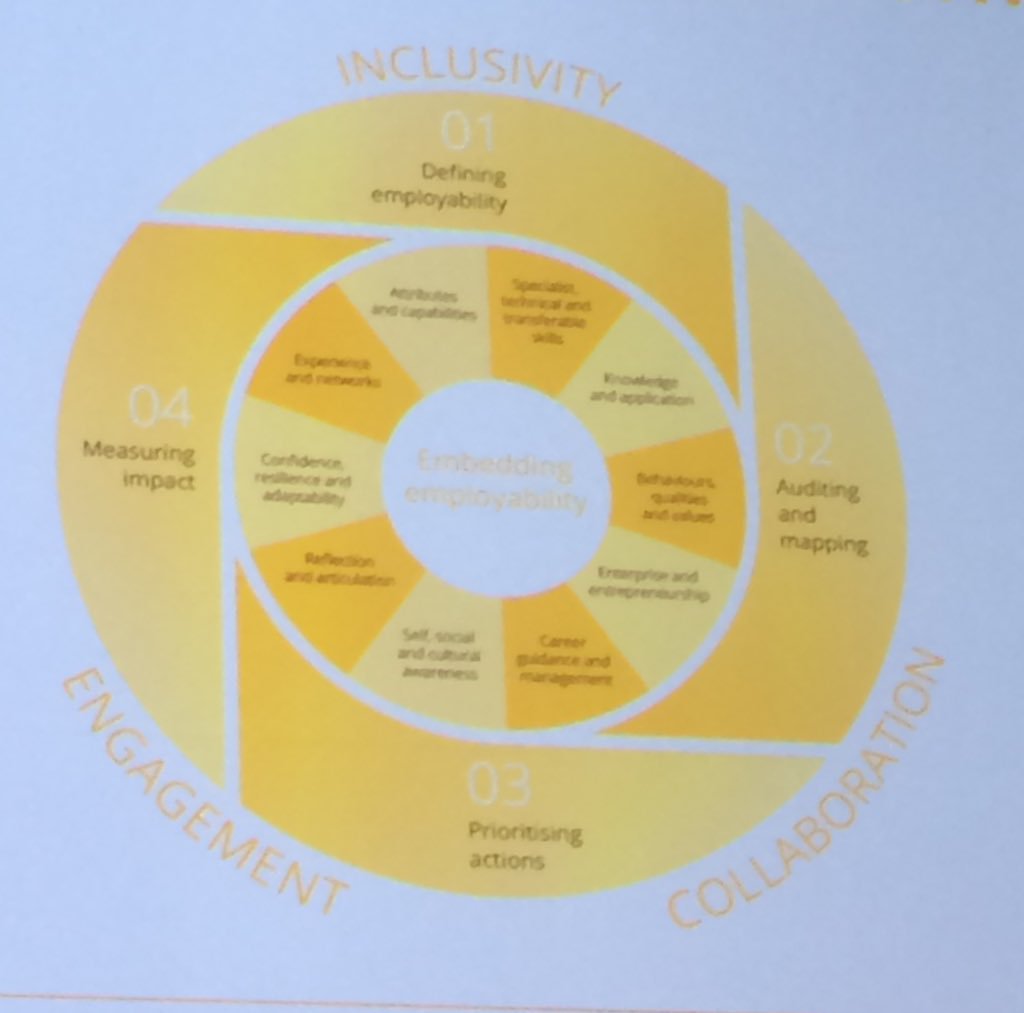 INCLUSIVITY
01
Defining
employability
02
Auditing
and
mapping
03
Prioritising
actions
04
Measuring
impact
ENGAGEMENT
COLLABORATION
Embedding
employability
Attributes
and capabilities
Specialist,
technical and
transferable
skills
Knowledge
and application
Behaviours,
qualities
and values
Enterprise and
entrepreneurship
Career
guidance and
management
Self, social
and cultural
awareness
Reflection
and articulation
Confidence,
resilience and
adaptability
Experience
and networks